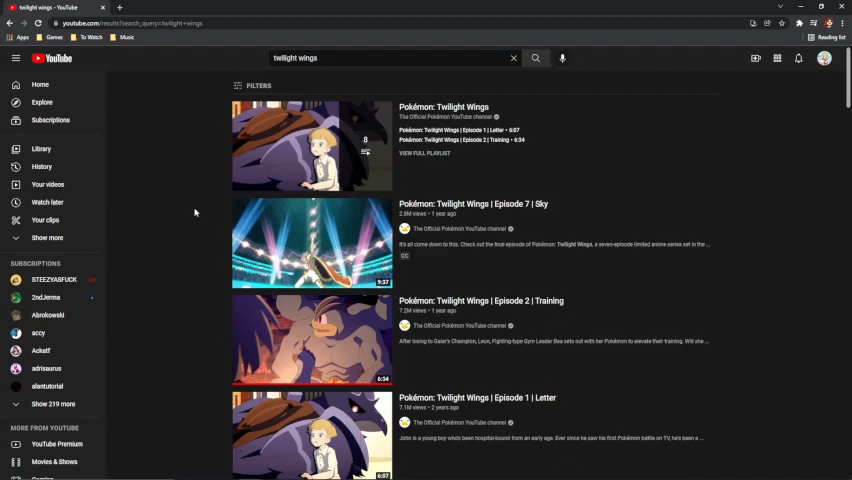 twilight wings - YouTube
youtube.com/results?search_query=twilight+wings
Apps
Games
To Watch
Music
Reading list
YouTube
twilight wings
Home
Explore
Subscriptions
Library
History
Your videos
Watch later
Your clips
Show more
SUBSCRIPTIONS
STEEZYASFUCK
2ndJerma
Abrokowski
accy
Ackatf
adrisaurus
alantutorial
Show 219 more
MORE FROM YOUTUBE
YouTube Premium
Movies & Shows
Gaming
FILTERS
8
Pokémon: Twilight Wings
The Official Pokémon YouTube channel
Pokémon: Twilight Wings | Episode 1 | Letter • 6:07
Pokémon: Twilight Wings | Episode 2 | Training • 6:34
VIEW FULL PLAYLIST
9:37
Pokémon: Twilight Wings | Episode 7 | Sky
2.8M views • 1 year ago
The Official Pokémon YouTube channel
It's all come down to this. Check out the final episode of Pokémon: Twilight Wings, a seven-episode limited anime series set in the ...
CC
6:34
Pokémon: Twilight Wings | Episode 2 | Training
7.2M views • 1 year ago
The Official Pokémon YouTube channel
After losing to Galar's Champion, Leon, Fighting-type Gym Leader Bea sets out with her Pokémon to elevate their training. Will she ...
6:07
Pokémon: Twilight Wings | Episode 1 | Letter
7.1M views • 2 years ago
The Official Pokémon YouTube channel
John is a young boy who's been hospital-bound from an early age. Ever since he saw his first Pokémon battle on TV, he's been a ...